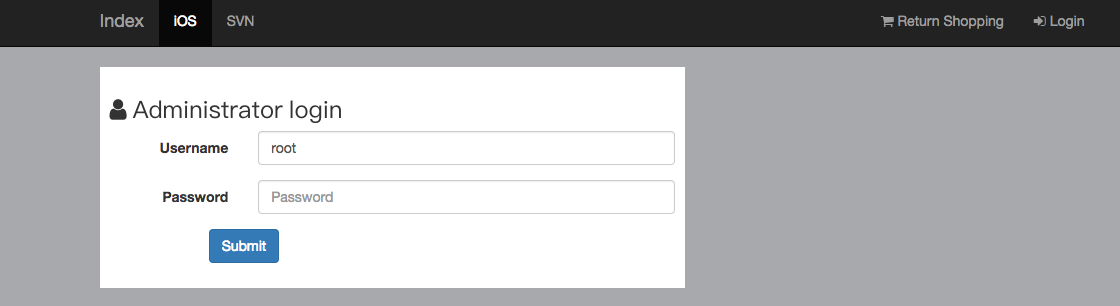 Index iOS SVN Return Shopping Login
Administrator login
Username root
Password Password
Submit